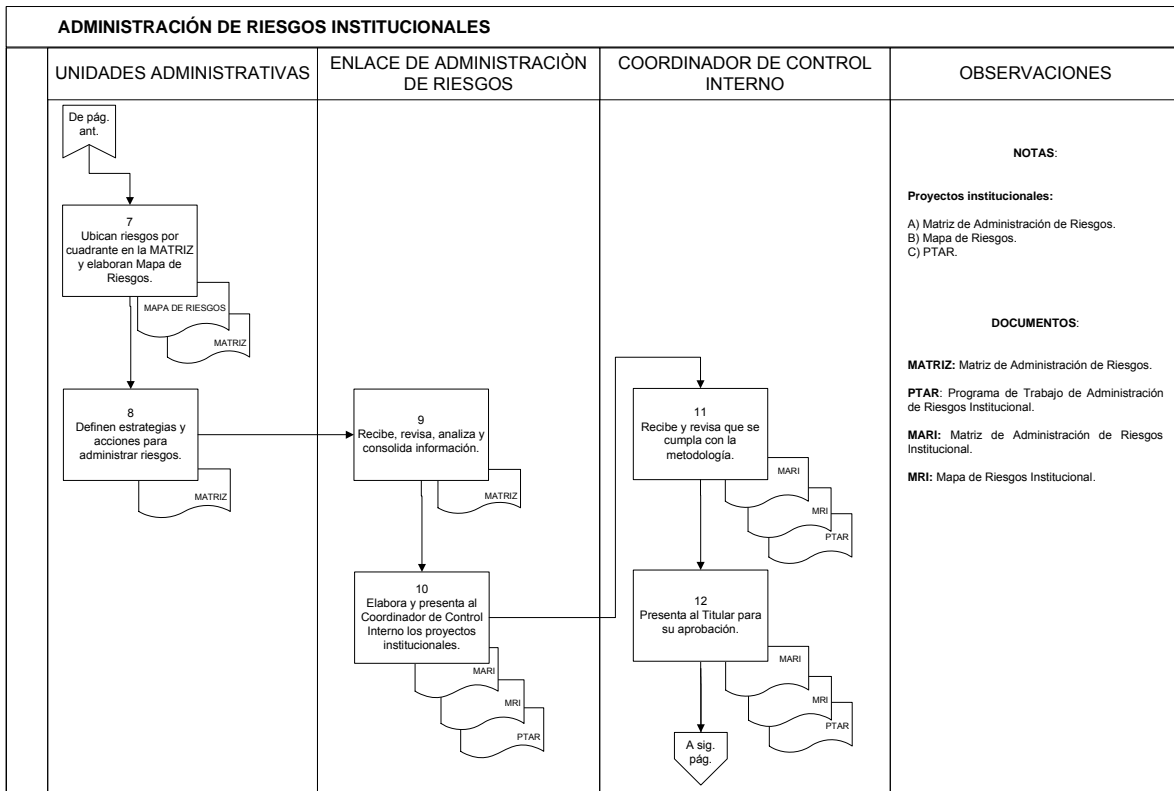 ADMINISTRACIÓN DE RIESGOS INSTITUCIONALES
UNIDADES ADMINISTRATIVAS
ENLACE DE ADMINISTRACIÒN
DE RIESGOS
COORDINADOR DE CONTROL
INTERNO
OBSERVACIONES
De pág.
ant.
7
Ubican riesgos por
cuadrante en la MATRIZ
y elaboran Mapa de
Riesgos.
MAPA DE RIESGOS
MATRIZ
8
Definen estrategias y
acciones para
administrar riesgos.
MATRIZ
9
Recibe, revisa, analiza y
consolida información.
MATRIZ
10
Elabora y presenta al
Coordinador de Control
Interno los proyectos
institucionales.
MARI
MRI
PTAR
11
Recibe y revisa que se
cumpla con la
metodología.
MARI
MRI
PTAR
12
Presenta al Titular para
su aprobación.
MARI
MRI
PTAR
A sig.
pág.
NOTAS:
Proyectos institucionales:
A) Matriz de Administración de Riesgos.
B) Mapa de Riesgos.
C) PTAR.
DOCUMENTOS:
MATRIZ: Matriz de Administración de Riesgos.
PTAR: Programa de Trabajo de Administración
de Riesgos Institucional.
MARI: Matriz de Administración de Riesgos
Institucional.
MRI: Mapa de Riesgos Institucional.